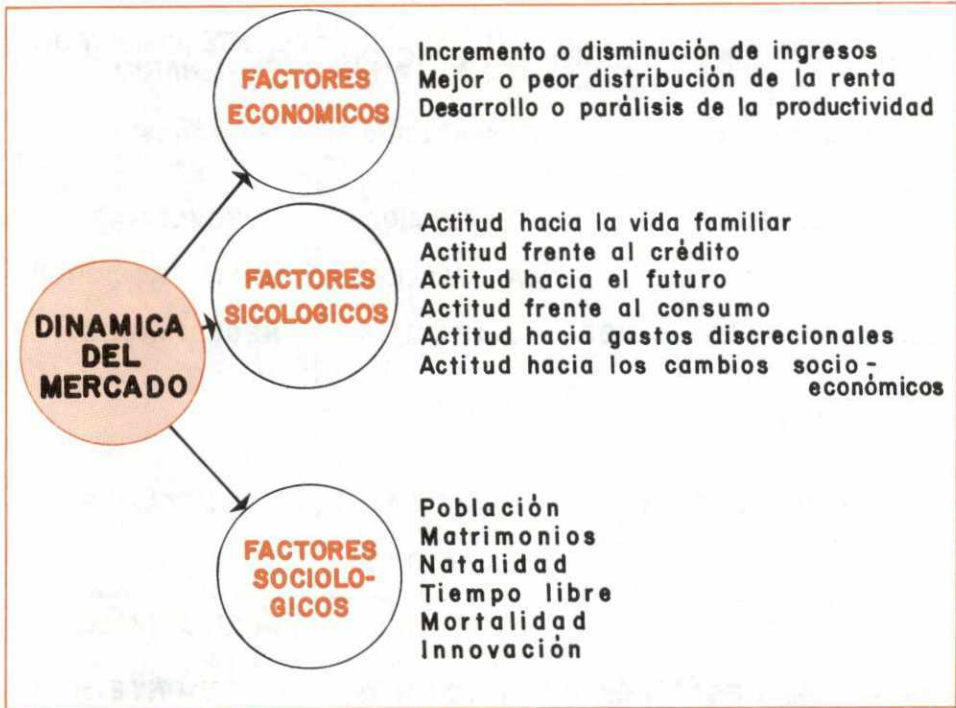 FACTORES
ECONOMICOS
Incremento o disminución de ingresos
Mejor o peor distribución de la renta
Desarrollo o parálisis de la productividad
DINAMICA
DEL
MERCADO
FACTORES
SICOLOGICOS
Actitud hacia la vida familiar
Actitud frente al crédito
Actitud hacia el futuro
Actitud frente al consumo
Actitud hacia gastos discrecionales
Actitud hacia los cambios socio-
económicos
FACTORES
SOCIOLO-
GICOS
Población
Matrimonios
Natalidad
Tiempo libre
Mortalidad
Innovación